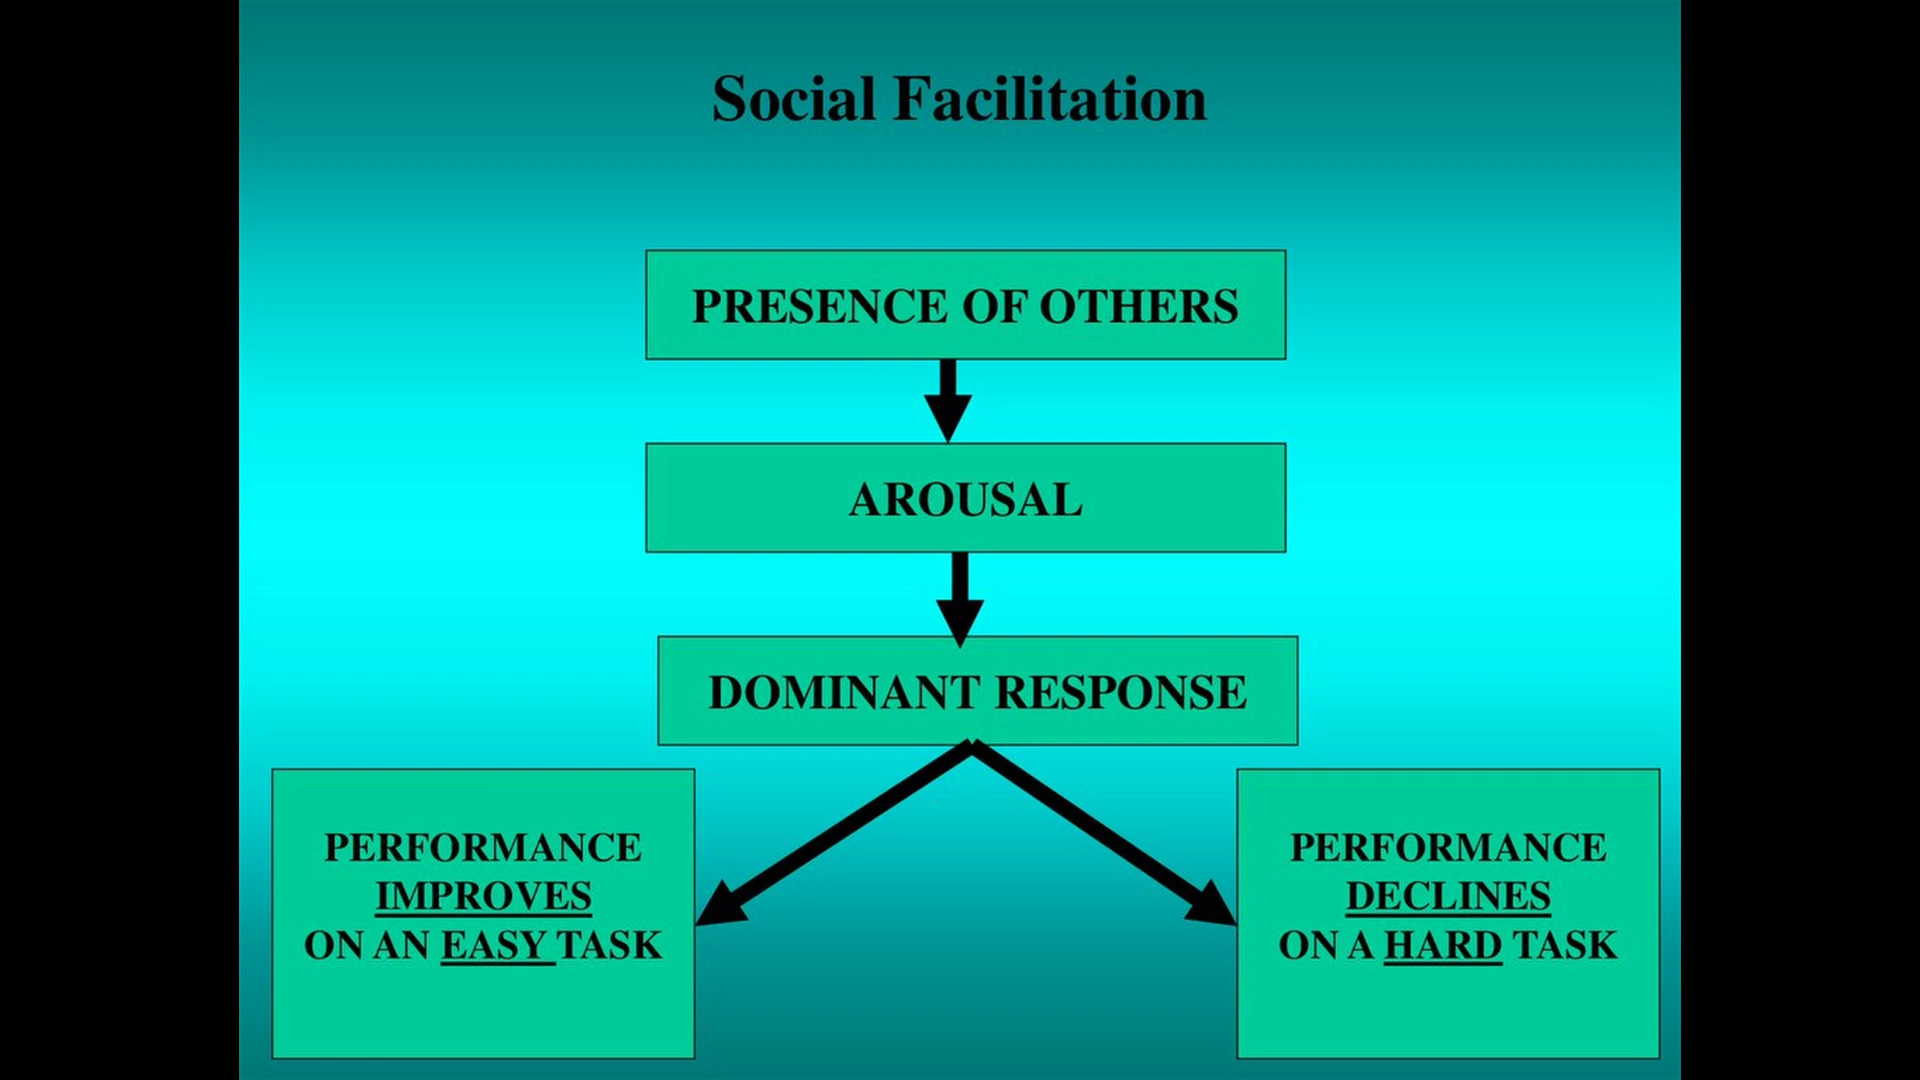 Social Facilitation
PRESENCE OF OTHERS
AROUSAL
DOMINANT RESPONSE
PERFORMANCE
IMPROVES
ON AN EASY TASK
PERFORMANCE
DECLINES
ON A HARD TASK